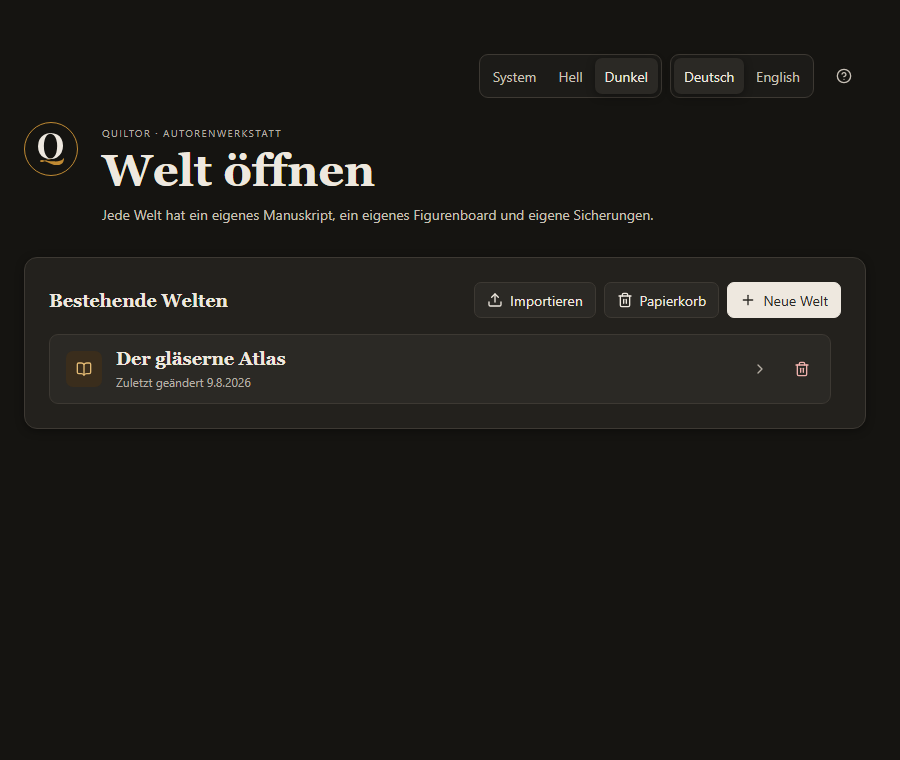 System Hell Dunkel Deutsch English
Q
QUILTOR · AUTORENWERKSTATT
Welt öffnen
Jede Welt hat ein eigenes Manuskript, ein eigenes Figurenboard und eigene Sicherungen.
Bestehende Welten Importieren Papierkorb Neue Welt
Der gläserne Atlas
Zuletzt geändert 9.8.2026